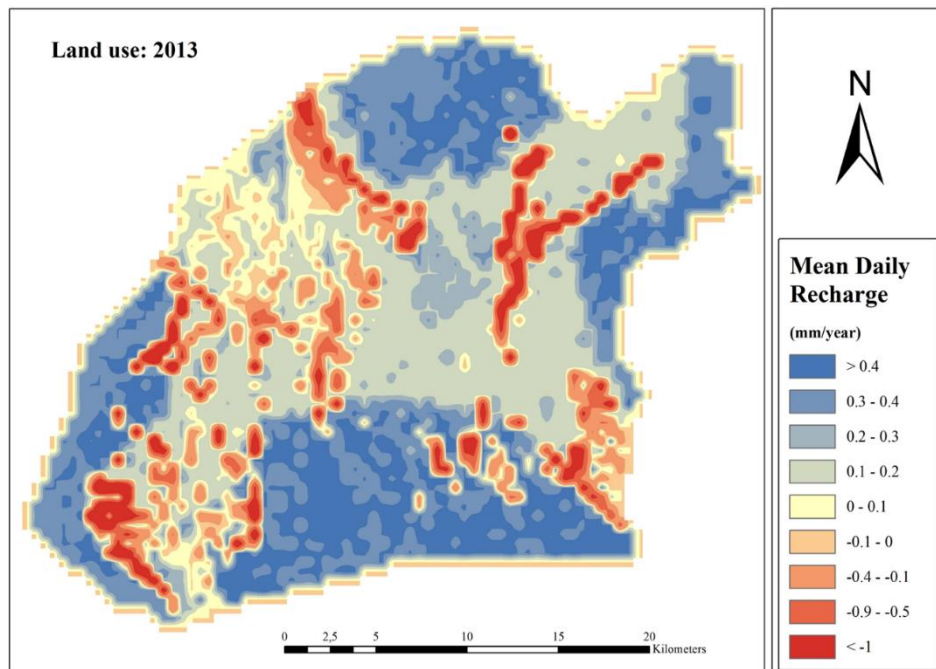 Land use: 2013
N
Mean Daily
Recharge
(mm/year)
> 0.4
0.3 - 0.4
0.2 - 0.3
0.1 - 0.2
0 - 0.1
-0.1 - 0
-0.4 - -0.1
-0.9 - -0.5
< -1
0 2,5 5 10 15 20
Kilometers